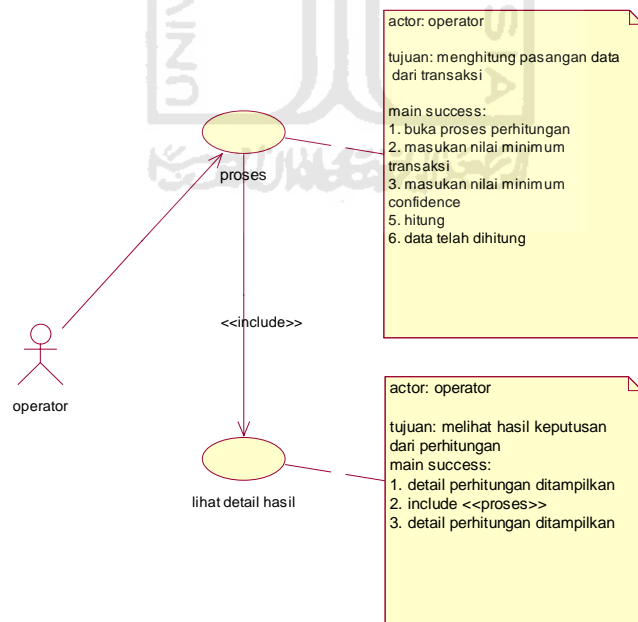 actor: operator
tujuan: menghitung pasangan data
dari transaksi
main success:
1. buka proses perhitungan
2. masukan nilai minimum
transaksi
3. masukan nilai minimum
confidence
5. hitung
6. data telah dihitung
proses
<<include>>
operator
lihat detail hasil
actor: operator
tujuan: melihat hasil keputusan
dari perhitungan
main success:
1. detail perhitungan ditampilkan
2. include <<proses>>
3. detail perhitungan ditampilkan